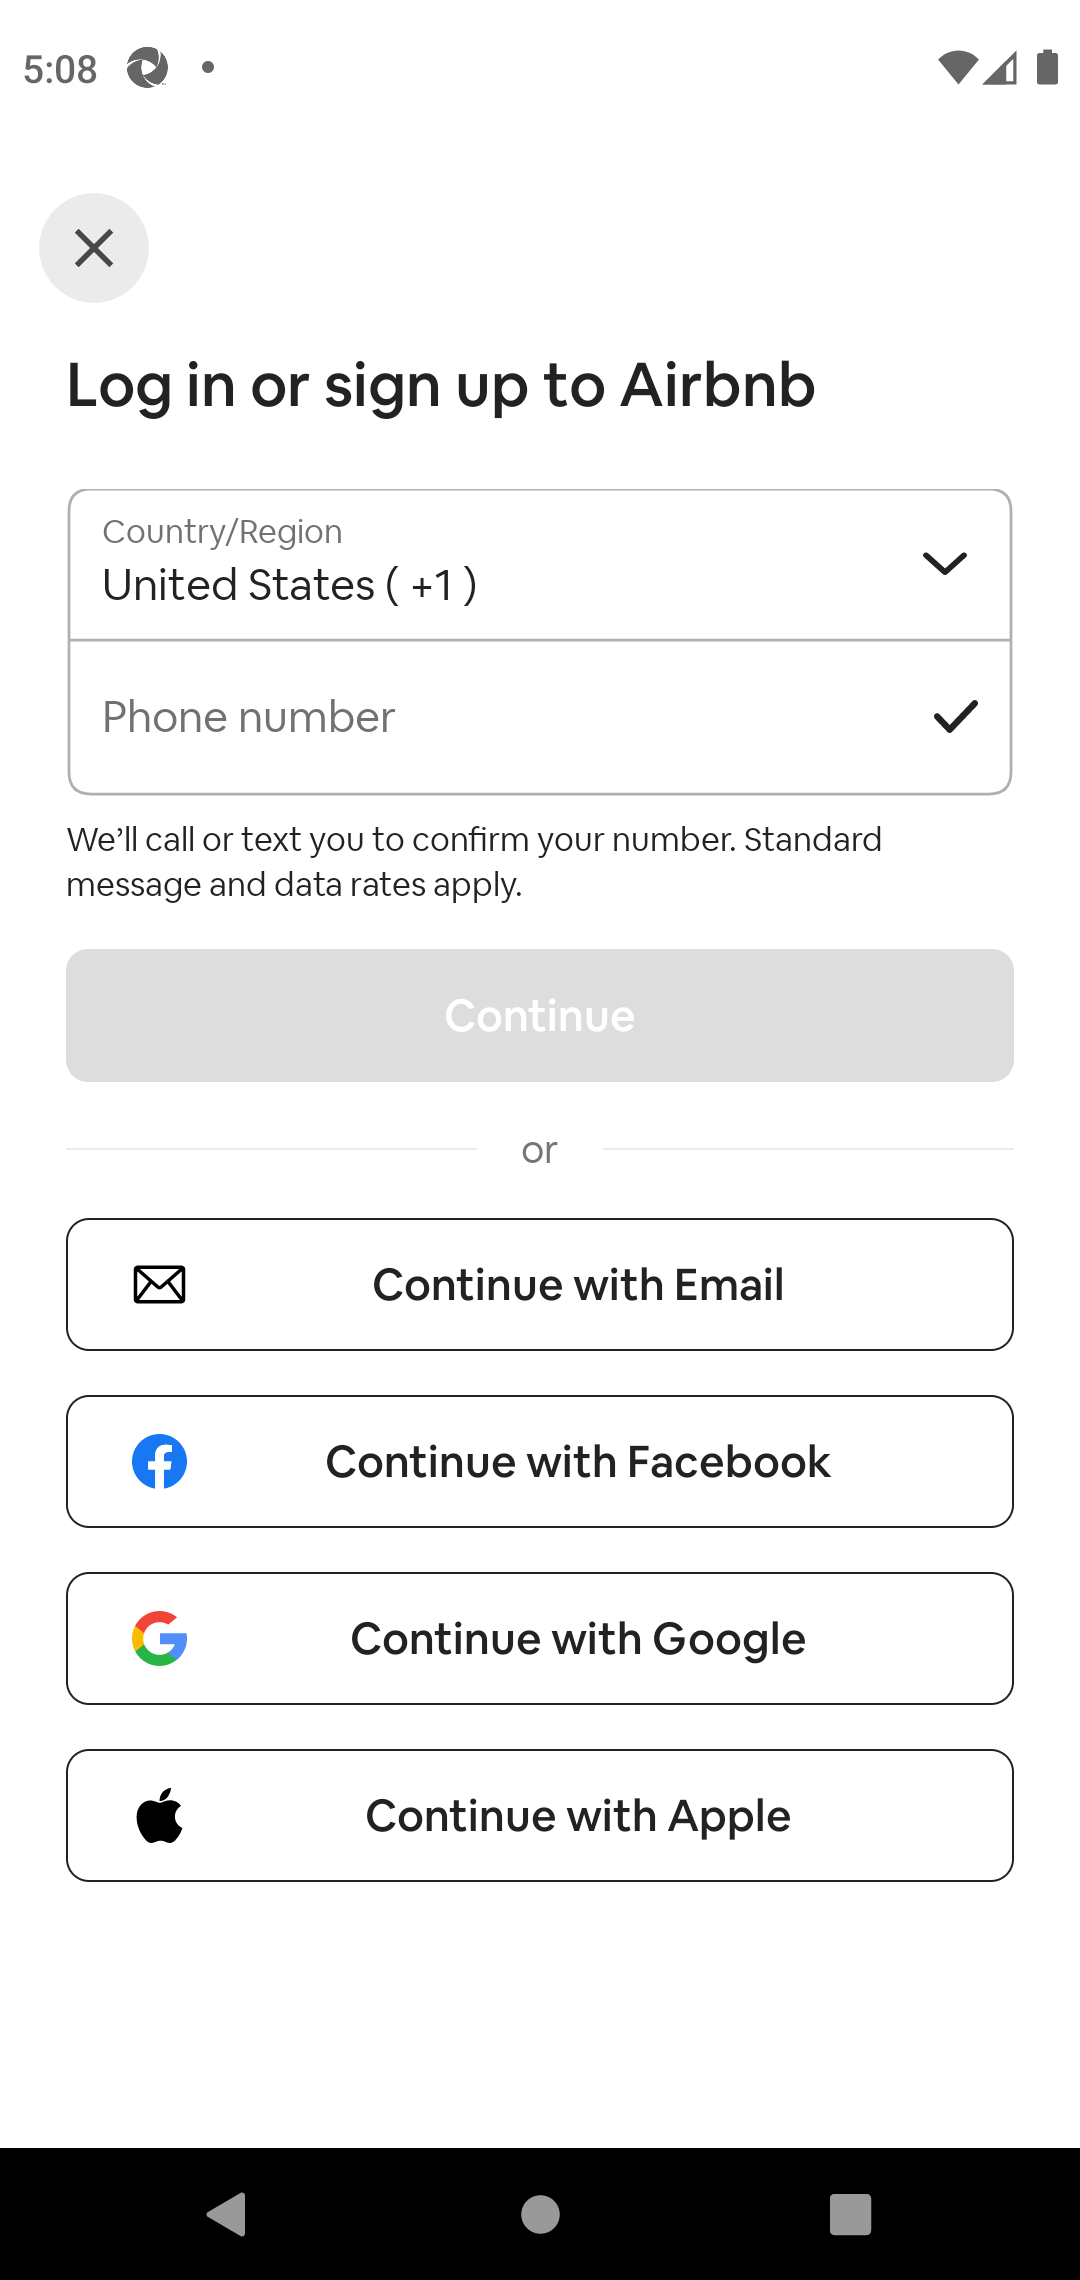 5:08
Log in or sign up to Airbnb
Country/Region
United States ( +1 )
Phone number
We’ll call or text you to confirm your number. Standard
message and data rates apply.
Continue
or
Continue with Email
Continue with Facebook
Continue with Google
Continue with Apple